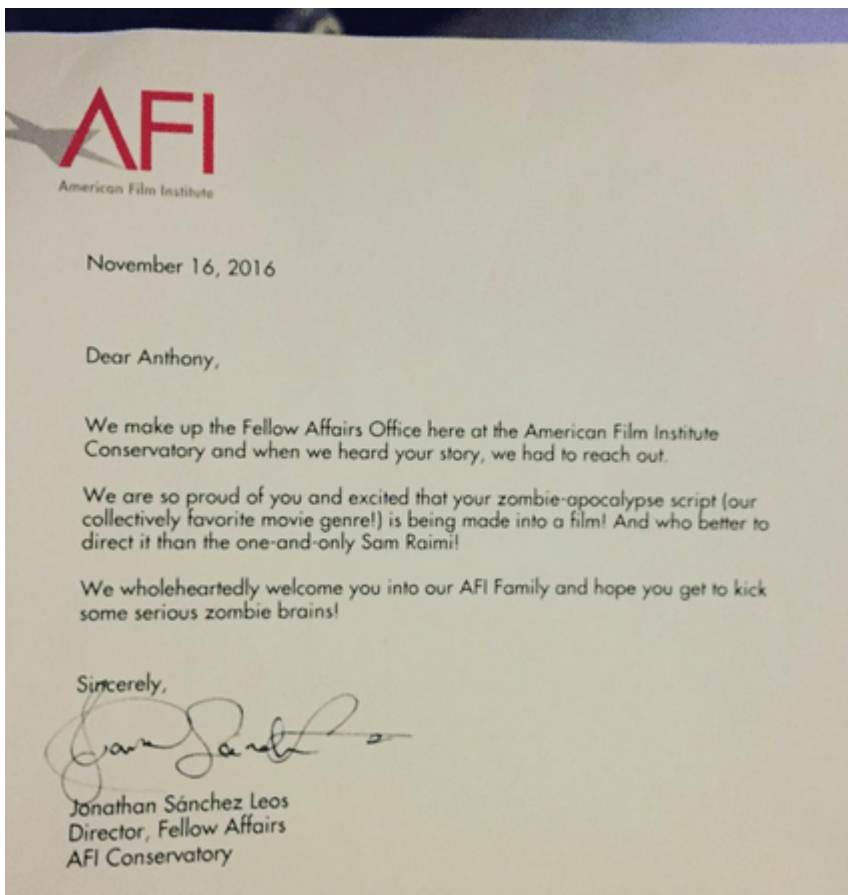 AFI
American Film Institute
November 16, 2016
Dear Anthony,
We make up the Fellow Affairs Office here at the American Film Institute
Conservatory and when we heard your story, we had to reach out.
We are so proud of you and excited that your zombie-apocalypse script (our
collectively favorite movie genre!) is being made into a film! And who better to
direct it than the one-and-only Sam Raimi!
We wholeheartedly welcome you into our AFI Family and hope you get to kick
some serious zombie brains!
Sincerely,
Jonathan Sánchez Leos
Director, Fellow Affairs
AFI Conservatory